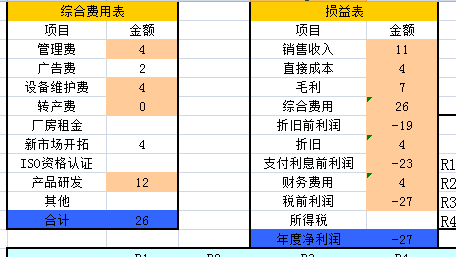 综合费用表
项目 金额
管理费 4
广告费 2
设备维护费 4
转产费 0
厂房租金
新市场开拓 4
ISO资格认证
产品研发 12
其他
合计 26
损益表
项目 金额
销售收入 11
直接成本 4
毛利 7
综合费用 26
折旧前利润 -19
折旧 4
支付利息前利润 -23
财务费用 4
税前利润 -27
所得税
年度净利润 -27
R1
R2
R3
R4